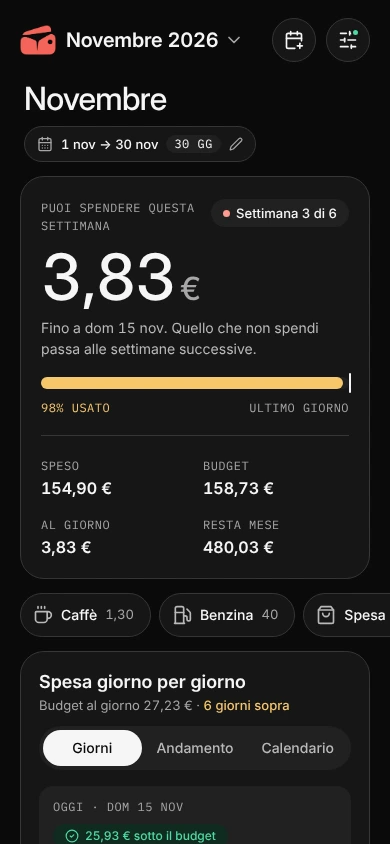 Novembre 2026
Novembre
1 nov → 30 nov 30 GG
PUOI SPENDERE QUESTA
SETTIMANA
Settimana 3 di 6
3,83 €
Fino a dom 15 nov. Quello che non spendi
passa alle settimane successive.
98% USATO
ULTIMO GIORNO
SPESO
BUDGET
154,90 €
158,73 €
AL GIORNO
RESTA MESE
3,83 €
480,03 €
Caffè 1,30
Benzina 40
Spesa
Spesa giorno per giorno
Budget al giorno 27,23 € · 6 giorni sopra
Giorni
Andamento
Calendario
OGGI · DOM 15 NOV
25,93 € sotto il budget